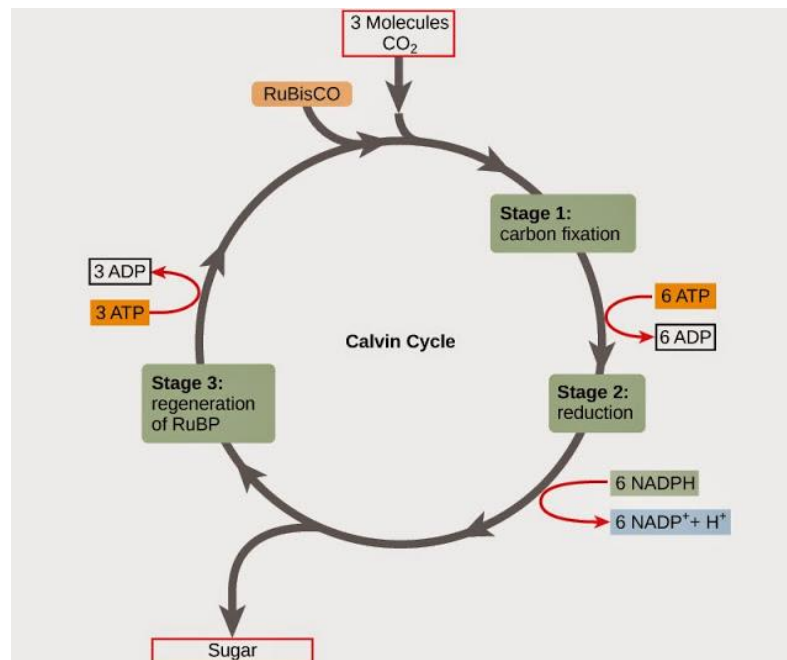 3 Molecules
CO₂
RuBisCO
Stage 1:
carbon fixation
3 ADP
3 ATP
6 ATP
6 ADP
Calvin Cycle
Stage 3:
regeneration
of RuBP
Stage 2:
reduction
6 NADPH
6 NADP⁺+ H⁺
Sugar